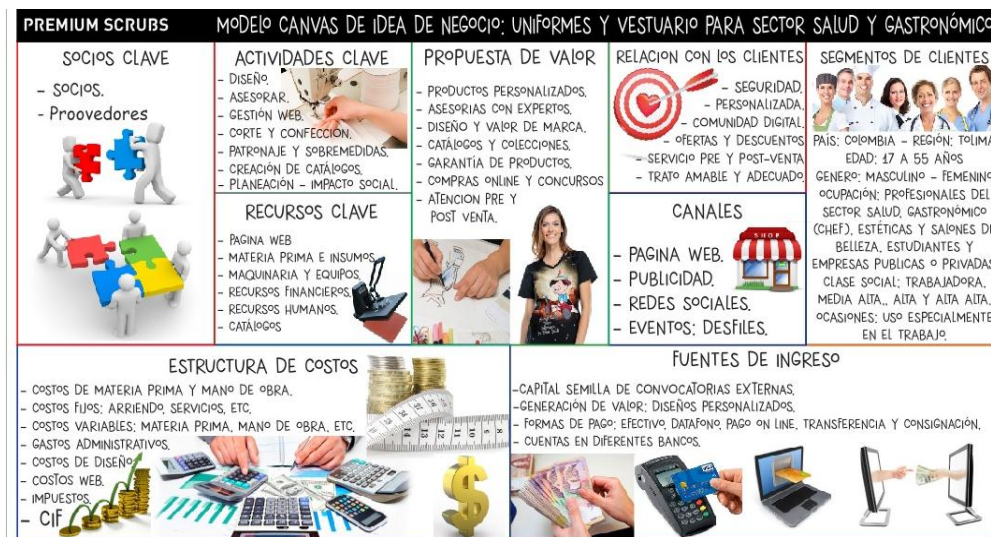 PREMIUM SCRUBS
MODELO CANVAS DE IDEA DE NEGOCIO: UNIFORMES Y VESTUARIO PARA SECTOR SALUD Y GASTRONÓMICO
SOCIOS CLAVE
- SOCIOS.
- Proovedores
ACTIVIDADES CLAVE
- DISEÑO.
- ASESORAR.
- GESTIÓN WEB.
- CORTE Y CONFECCIÓN.
- PATRONAJE Y SOBREMEDIDAS.
- CREACIÓN DE CATÁLOGOS.
- PLANEACIÓN - IMPACTO SOCIAL.
RECURSOS CLAVE
- PAGINA WEB
- MATERIA PRIMA E INSUMOS.
- MAQUINARIA Y EQUIPOS.
- RECURSOS FINANCIEROS.
- RECURSOS HUMANOS.
- CATÁLOGOS
PROPUESTA DE VALOR
- PRODUCTOS PERSONALIZADOS.
- ASESORIAS CON EXPERTOS.
- DISEÑO Y VALOR DE MARCA.
- CATÁLOGOS Y COLECCIONES.
- GARANTÍA DE PRODUCTOS.
- COMPRAS ONLINE Y CONCURSOS
- ATENCION PRE Y
POST VENTA.
RELACION CON LOS CLIENTES
- SEGURIDAD.
- PERSONALIZADA.
- COMUNIDAD DIGITAL.
- OFERTAS Y DESCUENTOS
- SERVICIO PRE Y POST-VENTA
- TRATO AMABLE Y ADECUADO.
CANALES
SHOP
- PAGINA WEB.
- PUBLICIDAD.
- REDES SOCIALES.
- EVENTOS: DESFILES.
SEGMENTOS DE CLIENTES
PAÍS: COLOMBIA - REGIÓN: TOLIMA
EDAD: 17 A 55 AÑOS
GENERO: MASCULINO - FEMENINO
OCUPACIÓN: PROFESIONALES DEL
SECTOR SALUD, GASTRONÓMICO
(CHEF), ESTÉTICAS Y SALONES DE
BELLEZA. ESTUDIANTES Y
EMPRESAS PUBLICAS O PRIVADAS
CLASE SOCIAL: TRABAJADORA,
MEDIA ALTA,, ALTA Y ALTA ALTA.
OCASIONES: USO ESPECIALMENTE
EN EL TRABAJO.
ESTRUCTURA DE COSTOS
- COSTOS DE MATERIA PRIMA Y MANO DE OBRA.
- COSTOS FIJOS: ARRIENDO, SERVICIOS, ETC.
- COSTOS VARIABLES: MATERIA PRIMA, MANO DE OBRA, ETC.
- GASTOS ADMINISTRATIVOS.
- COSTOS DE DISEÑO
- COSTOS WEB.
- IMPUESTOS.
- CIF
FUENTES DE INGRESO
-CAPITAL SEMILLA DE CONVOCATORIAS EXTERNAS.
-GENERACIÓN DE VALOR: DISEÑOS PERSONALIZADOS.
- FORMAS DE PAGO: EFECTIVO, DATAFONO, PAGO ON LINE, TRANSFERENCIA Y CONSIGNACIÓN.
- CUENTAS EN DIFERENTES BANCOS.